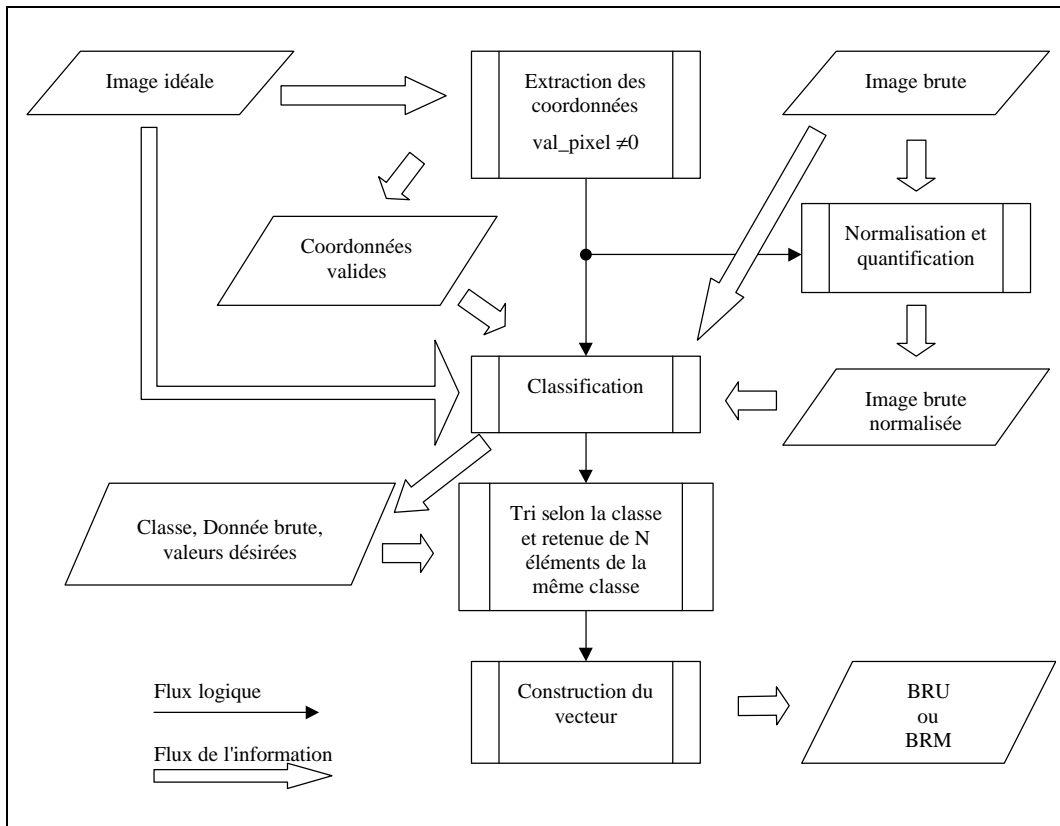 Image idéale
Extraction des
coordonnées
val_pixel ≠0
Image brute
Coordonnées
valides
Normalisation et
quantification
Classification
Image brute
normalisée
Classe, Donnée brute,
valeurs désirées
Tri selon la classe
et retenue de N
éléments de la
même classe
Flux logique
Flux de l'information
Construction du
vecteur
BRU
ou
BRM